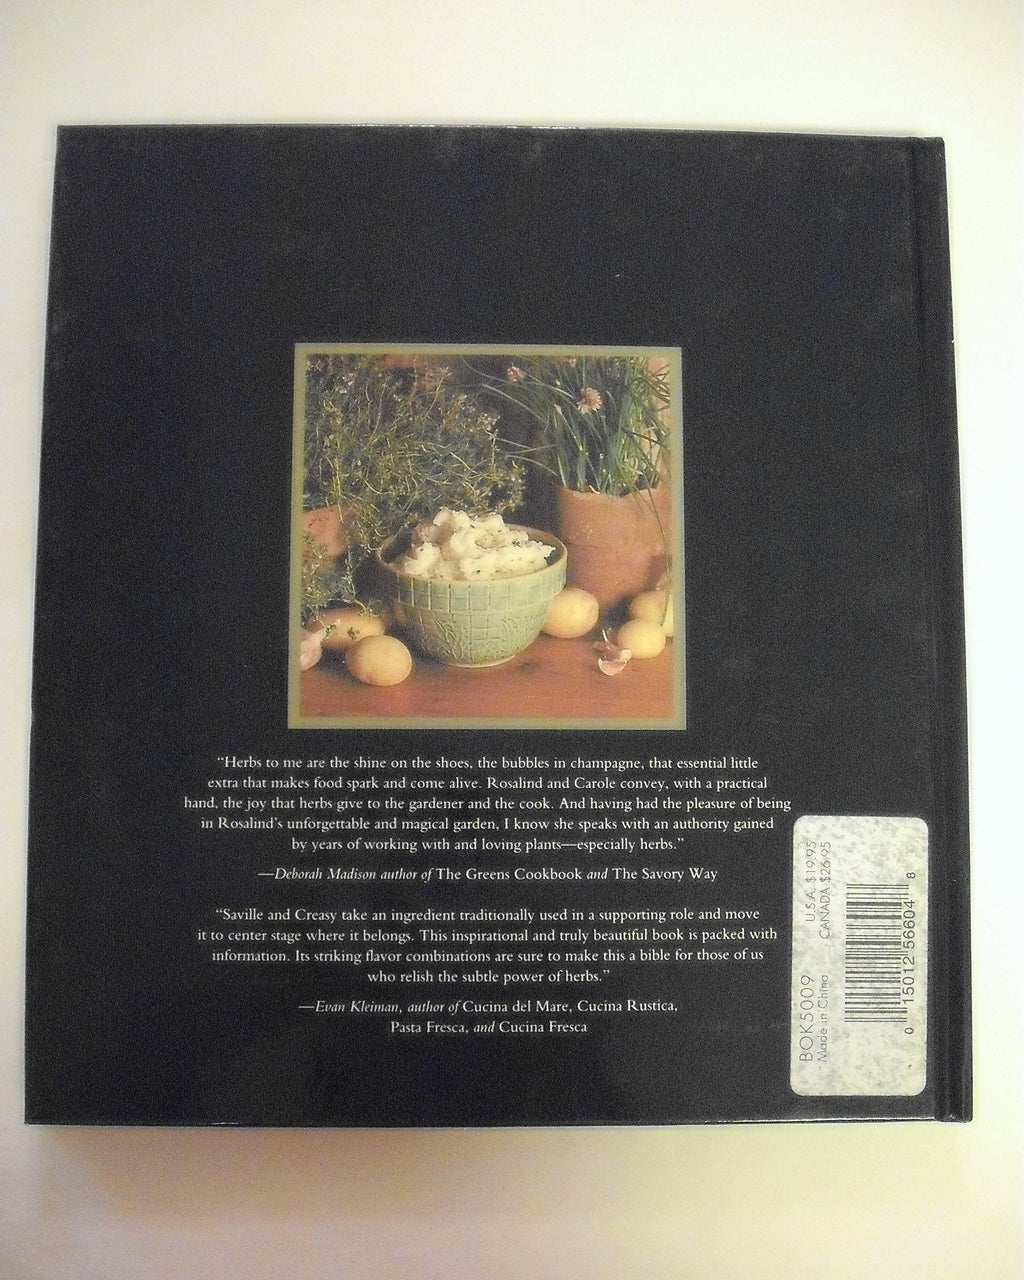 “Herbs to me are the shine on the shoes, the bubbles in champagne, that essential little
extra that makes food spark and come alive. Rosalind and Carole convey, with a practical
hand, the joy that herbs give to the gardener and the cook. And having had the pleasure of being
in Rosalind’s unforgettable and magical garden, I know she speaks with an authority gained
by years of working with and loving plants—especially herbs.”
—Deborah Madison author of The Greens Cookbook and The Savory Way
“Saville and Creasy take an ingredient traditionally used in a supporting role and move
it to center stage where it belongs. This inspirational and truly beautiful book is packed with
information. Its striking flavor combinations are sure to make this a bible for those of us
who relish the subtle power of herbs.”
—Evan Kleiman, author of Cucina del Mare, Cucina Rustica,
Pasta Fresca, and Cucina Fresca
BOK5009 U.S.A. $19.95
Made in China CANADA $26.95
0 15012 56604 8